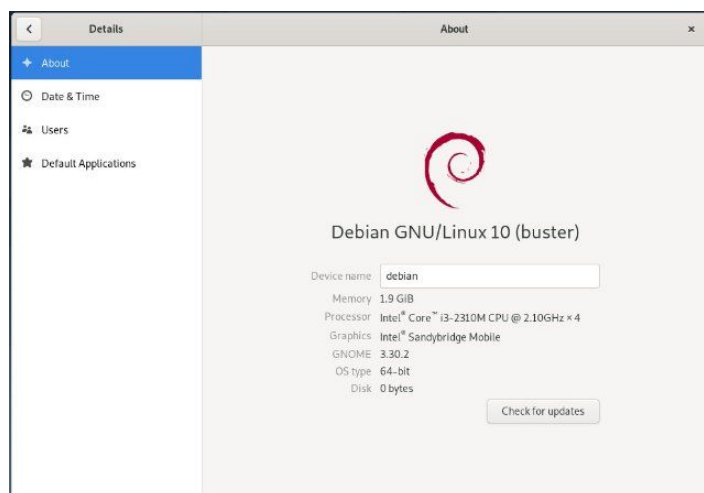 Details
About
×
About
Date & Time
Users
Default Applications
Debian GNU/Linux 10 (buster)
Device name debian
Memory 1.9 GiB
Processor Intel® Core™ i3-2310M CPU @ 2.10GHz × 4
Graphics Intel® Sandybridge Mobile
GNOME 3.30.2
OS type 64-bit
Disk 0 bytes
Check for updates